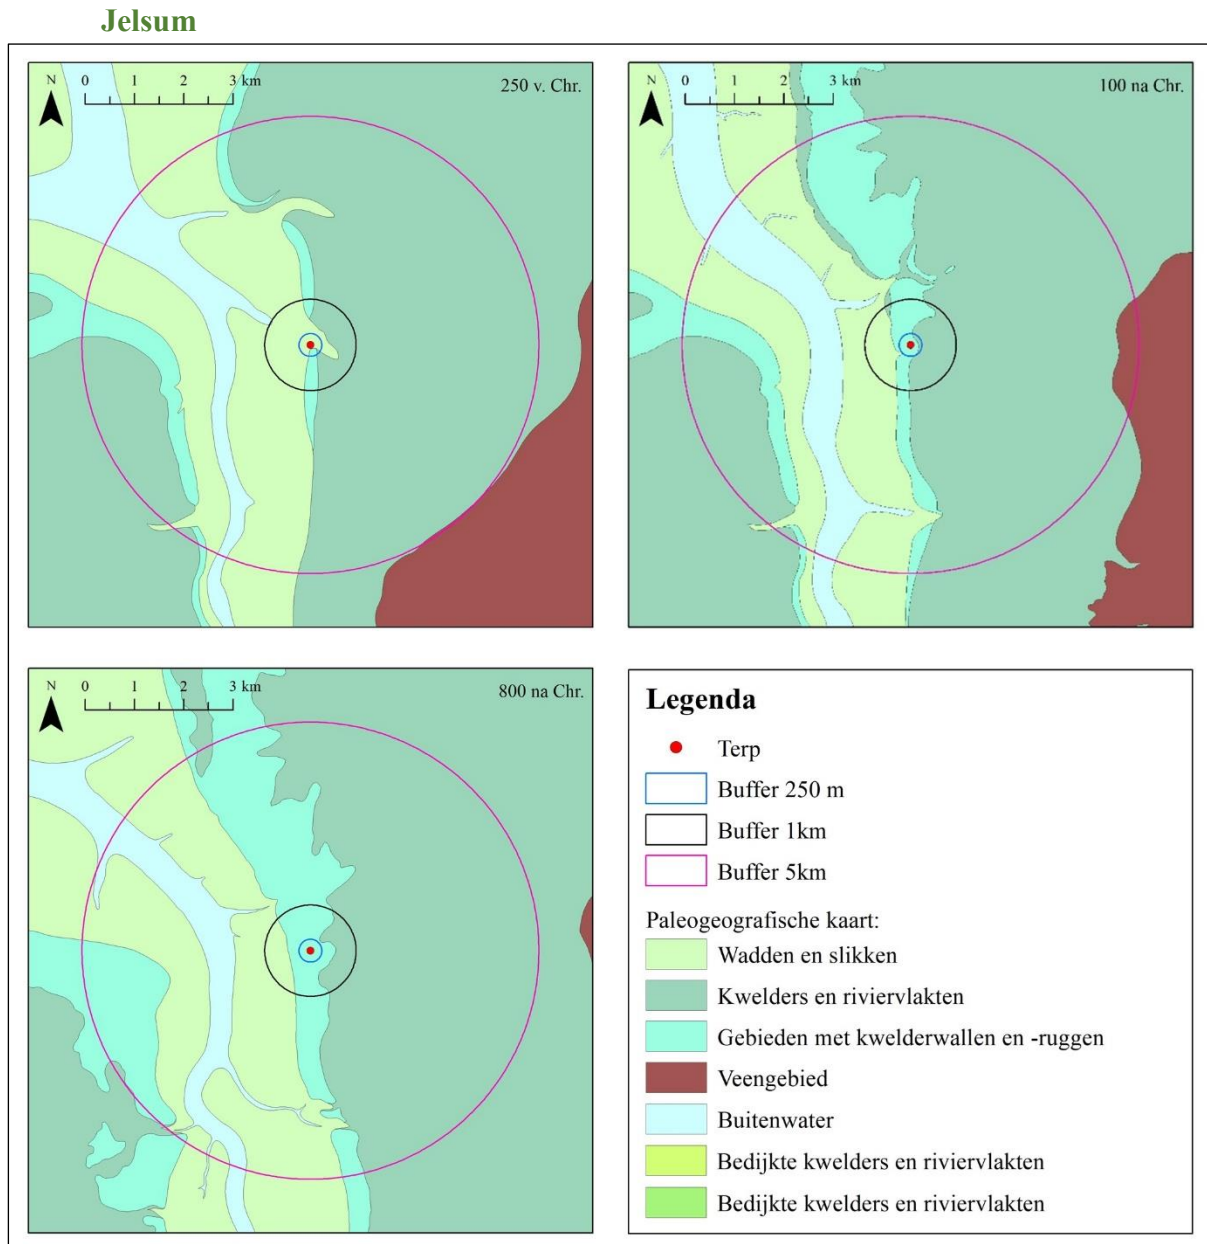 Jelsum
N 0 1 2 3 km 250 v. Chr.
N 0 1 2 3 km 100 na Chr.
N 0 1 2 3 km 800 na Chr.
Legenda
Terp
Buffer 250 m
Buffer 1km
Buffer 5km
Paleogeografische kaart:
Wadden en slikken
Kwelders en riviervlakten
Gebieden met kwelderwallen en -ruggen
Veengebied
Buitenwater
Bedijkte kwelders en riviervlakten
Bedijkte kwelders en riviervlakten